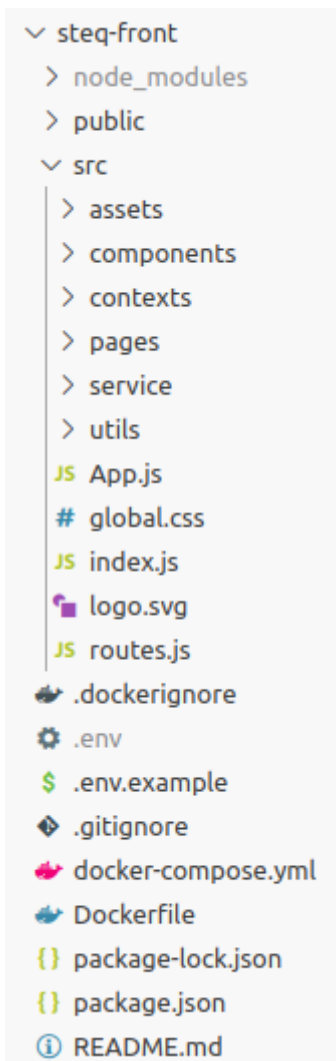 steq-front
node_modules
public
src
assets
components
contexts
pages
service
utils
JS App.js
# global.css
JS index.js
logo.svg
JS routes.js
.dockerignore
.env
$ .env.example
.gitignore
docker-compose.yml
Dockerfile
{} package-lock.json
{} package.json
README.md